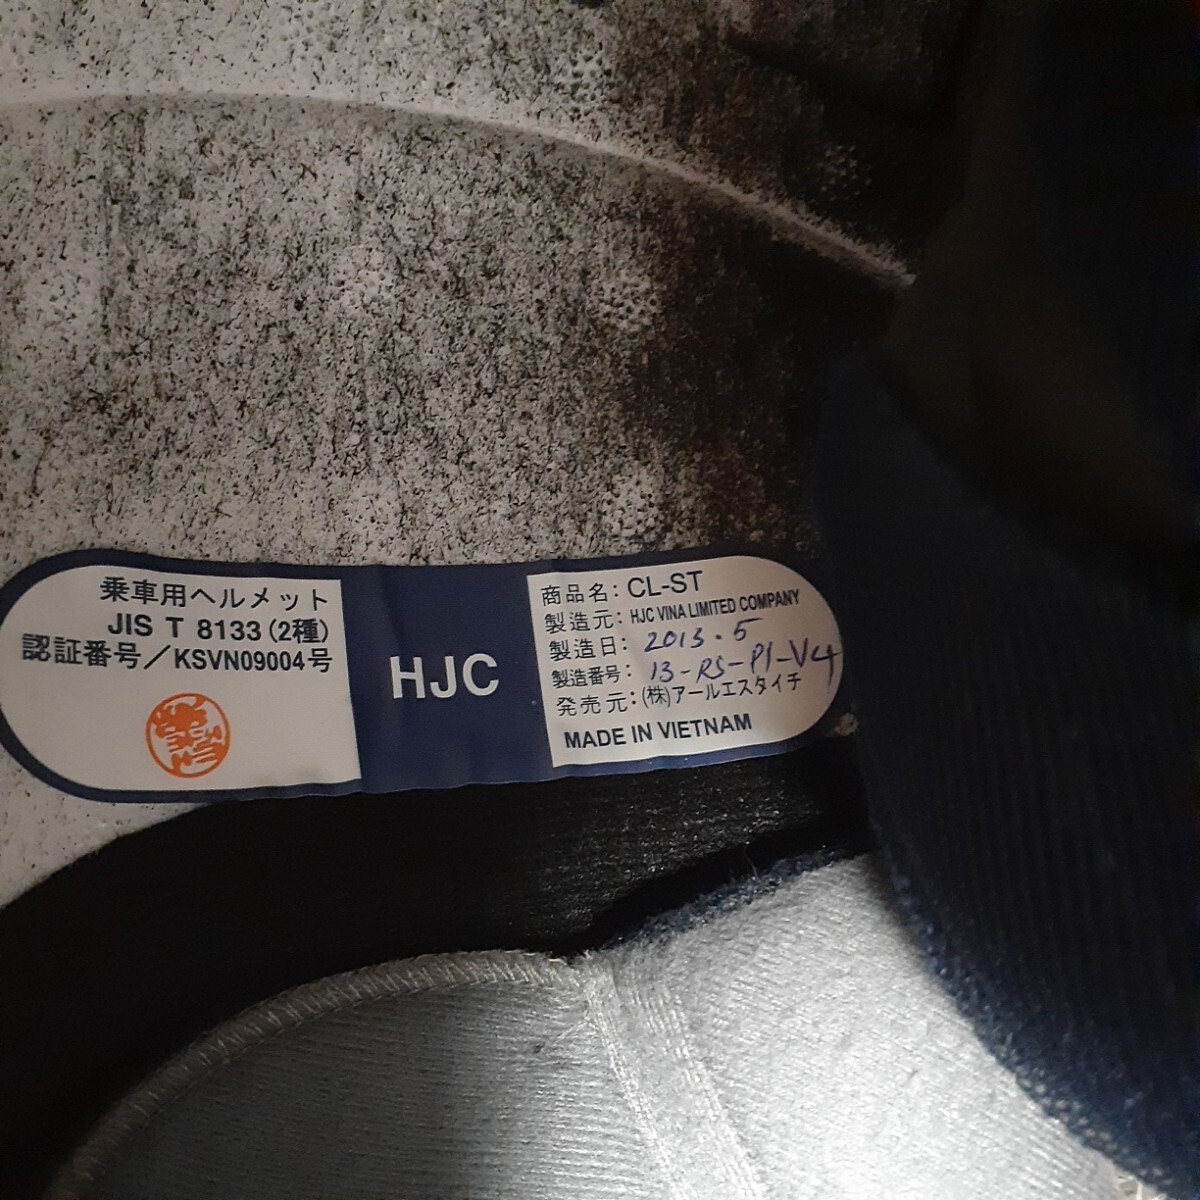 乗車用ヘルメット
JIS T 8133(2種)
認証番号／KSVN09004号
HJC
商品名：CL-ST
製造元：HJC VINA LIMITED COMPANY
製造日：2013.5
製造番号：13-RS-P1-V4
発売元：(株)アールエスタイチ
MADE IN VIETNAM